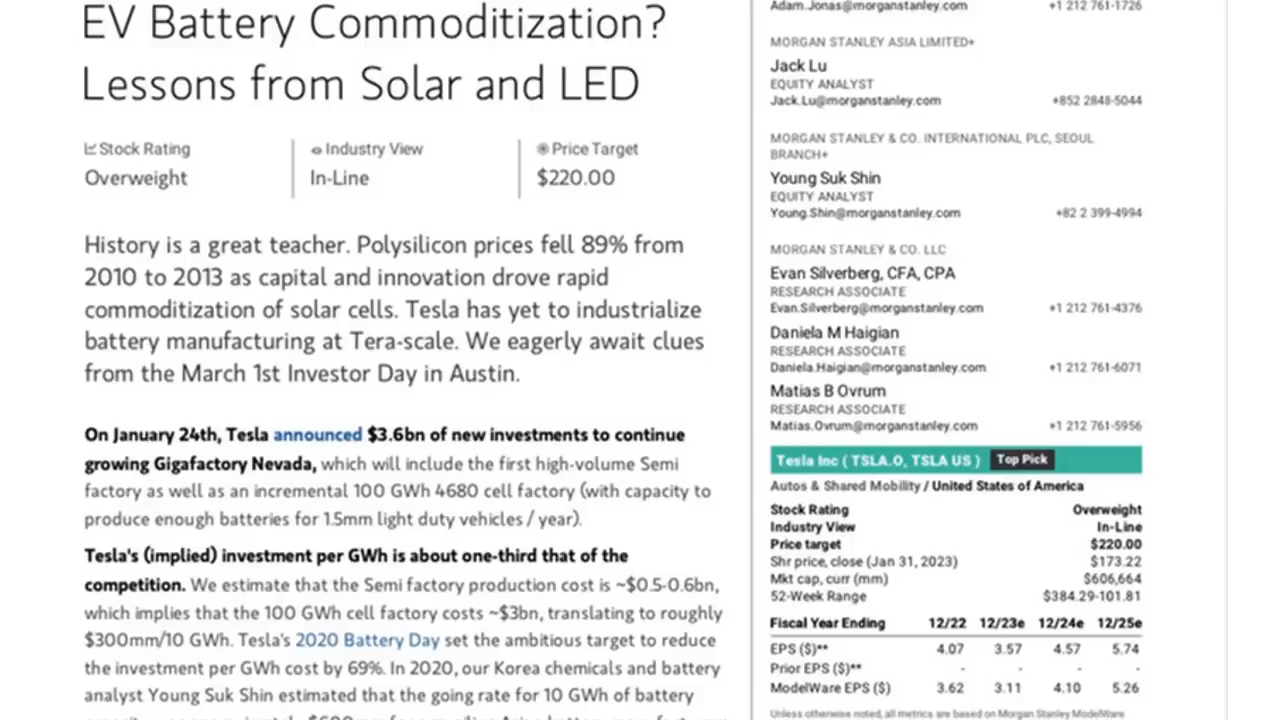 EV Battery Commoditization?
Lessons from Solar and LED
Stock Rating
Overweight
Industry View
In-Line
Price Target
$220.00
History is a great teacher. Polysilicon prices fell 89% from
2010 to 2013 as capital and innovation drove rapid
commoditization of solar cells. Tesla has yet to industrialize
battery manufacturing at Tera-scale. We eagerly await clues
from the March 1st Investor Day in Austin.
On January 24th, Tesla announced $3.6bn of new investments to continue
growing Gigafactory Nevada, which will include the first high-volume Semi
factory as well as an incremental 100 GWh 4680 cell factory (with capacity to
produce enough batteries for 1.5mm light duty vehicles / year).
Tesla's (implied) investment per GWh is about one-third that of the
competition. We estimate that the Semi factory production cost is ~$0.5-0.6bn,
which implies that the 100 GWh cell factory costs ~$3bn, translating to roughly
$300mm/10 GWh. Tesla's 2020 Battery Day set the ambitious target to reduce
the investment per GWh cost by 69%. In 2020, our Korea chemicals and battery
analyst Young Suk Shin estimated that the going rate for 10 GWh of battery
Adam.Jonas@morganstanley.com +1 212 761-1726
MORGAN STANLEY ASIA LIMITED+
Jack Lu
EQUITY ANALYST
Jack.Lu@morganstanley.com +852 2848-5044
MORGAN STANLEY & CO. INTERNATIONAL PLC, SEOUL
BRANCH+
Young Suk Shin
EQUITY ANALYST
Young.Shin@morganstanley.com +82 2 399-4994
MORGAN STANLEY & CO. LLC
Evan Silverberg, CFA, CPA
RESEARCH ASSOCIATE
Evan.Silverberg@morganstanley.com +1 212 761-4376
Daniela M Haigian
RESEARCH ASSOCIATE
Daniela.Haigian@morganstanley.com +1 212 761-6071
Matias B Ovrum
RESEARCH ASSOCIATE
Matias.Ovrum@morganstanley.com +1 212 761-5956
Tesla Inc ( TSLA.O, TSLA US ) Top Pick
Autos & Shared Mobility / United States of America
Stock Rating Overweight
Industry View In-Line
Price target $220.00
Shr price, close (Jan 31, 2023) $173.22
Mkt cap, curr (mm) $606,664
52-Week Range $384.29-101.81
Fiscal Year Ending 12/22 12/23e 12/24e 12/25e
EPS ($)** 4.07 3.57 4.57 5.74
Prior EPS ($)** - - - -
ModelWare EPS ($) 3.62 3.11 4.10 5.26
Unless otherwise noted, all metrics are based on Morgan Stanley ModelWare